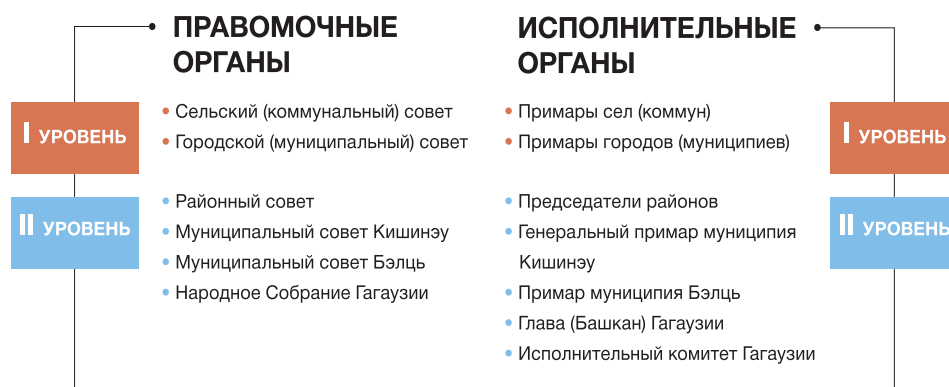 ПРАВОМОЧНЫЕ
ОРГАНЫ
I УРОВЕНЬ
• Сельский (коммунальный) совет
• Городской (муниципальный) совет
II УРОВЕНЬ
• Районный совет
• Муниципальный совет Кишинэу
• Муниципальный совет Бэлць
• Народное Собрание Гагаузии
ИСПОЛНИТЕЛЬНЫЕ
ОРГАНЫ
I УРОВЕНЬ
• Примары сел (коммун)
• Примары городов (муниципиев)
II УРОВЕНЬ
• Председатели районов
• Генеральный примар муниципия
Кишинэу
• Примар муниципия Бэлць
• Глава (Башкан) Гагаузии
• Исполнительный комитет Гагаузии